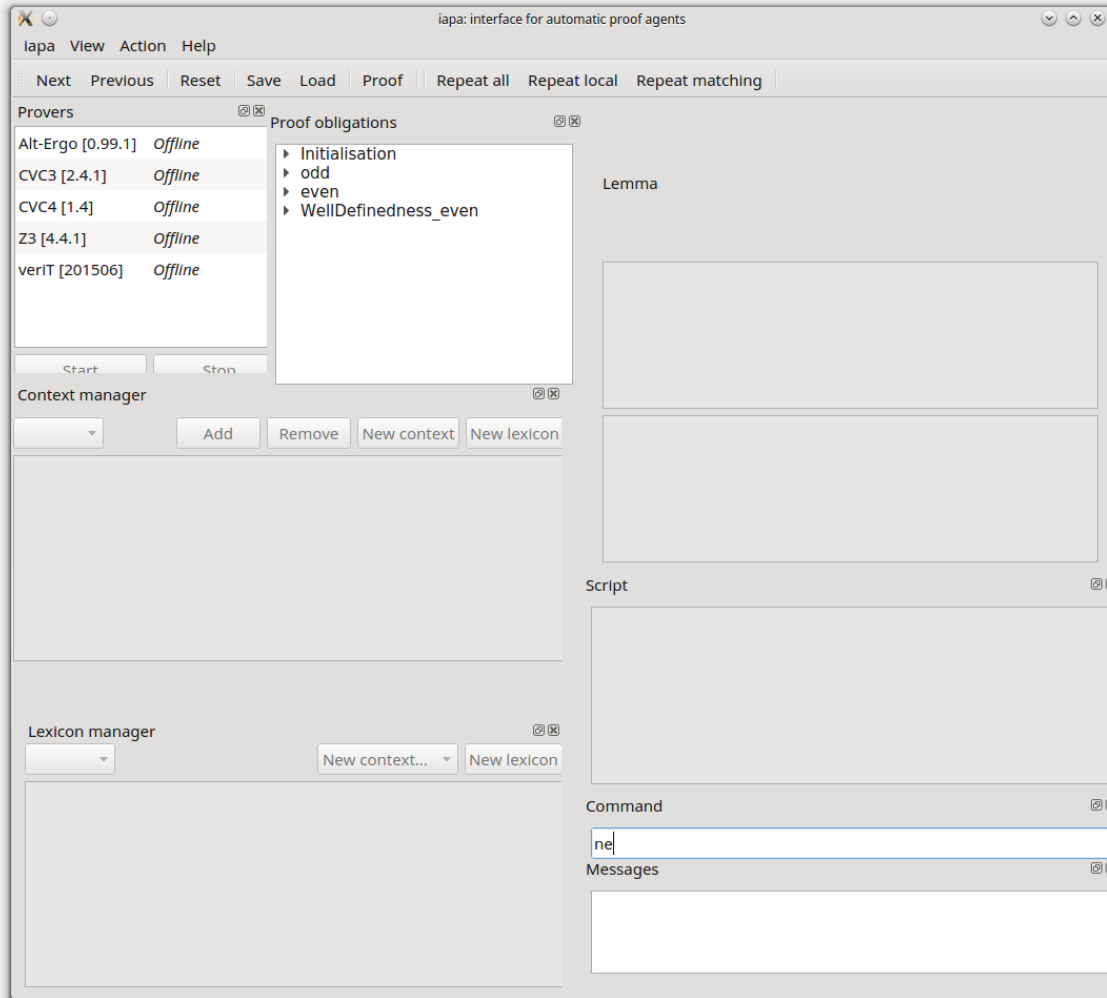 iapa: interface for automatic proof agents
iapa View Action Help
Next Previous Reset Save Load Proof Repeat all Repeat local Repeat matching
Provers
Alt-Ergo [0.99.1] Offline
CVC3 [2.4.1] Offline
CVC4 [1.4] Offline
Z3 [4.4.1] Offline
veriT [201506] Offline
Start Stop
Proof obligations
Initialisation
odd
even
WellDefinedness_even
Context manager
Add Remove New context New lexicon
Lexicon manager
New context... New lexicon
Lemma
Script
Command
ne
Messages